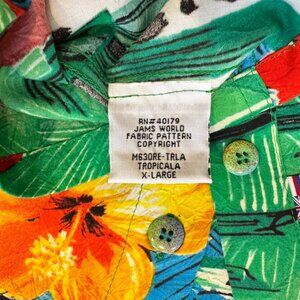 RN#40179
JAMS WORLD
FABRIC PATTERN
COPYRIGHT
M630RE-TRLA
TROPICALA
X-LARGE